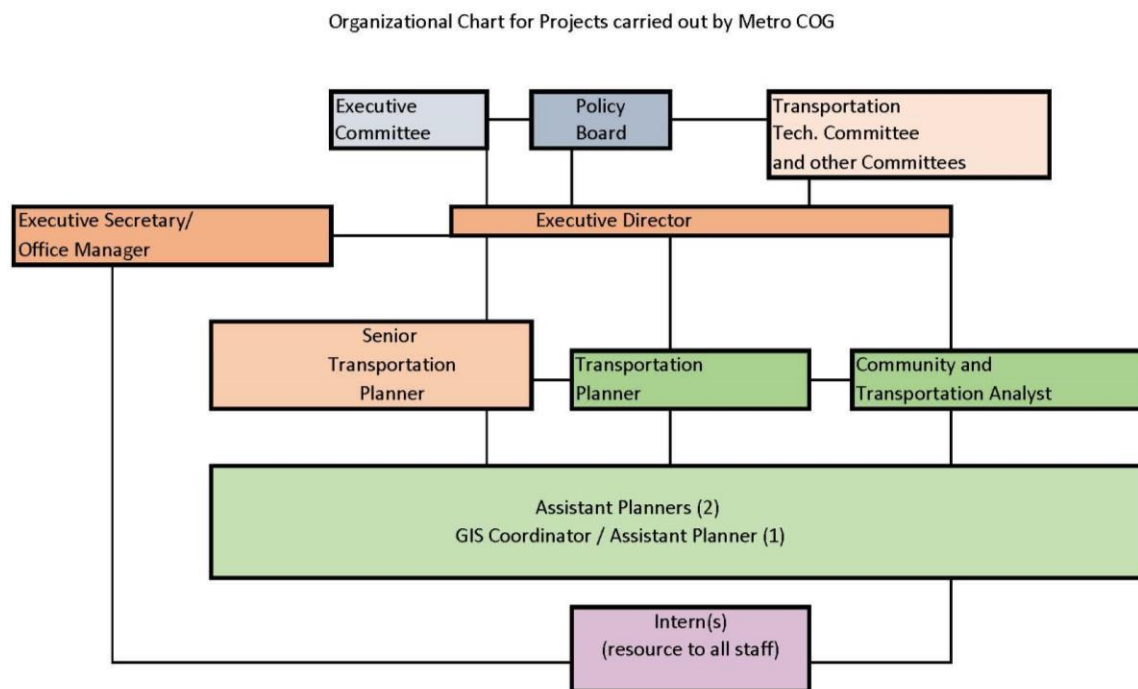 Organizational Chart for Projects carried out by Metro COG
Executive
Committee
Policy
Board
Transportation
Tech. Committee
and other Committees
Executive Secretary/
Office Manager
Executive Director
Senior
Transportation
Planner
Transportation
Planner
Community and
Transportation Analyst
Assistant Planners (2)
GIS Coordinator / Assistant Planner (1)
Intern(s)
(resource to all staff)